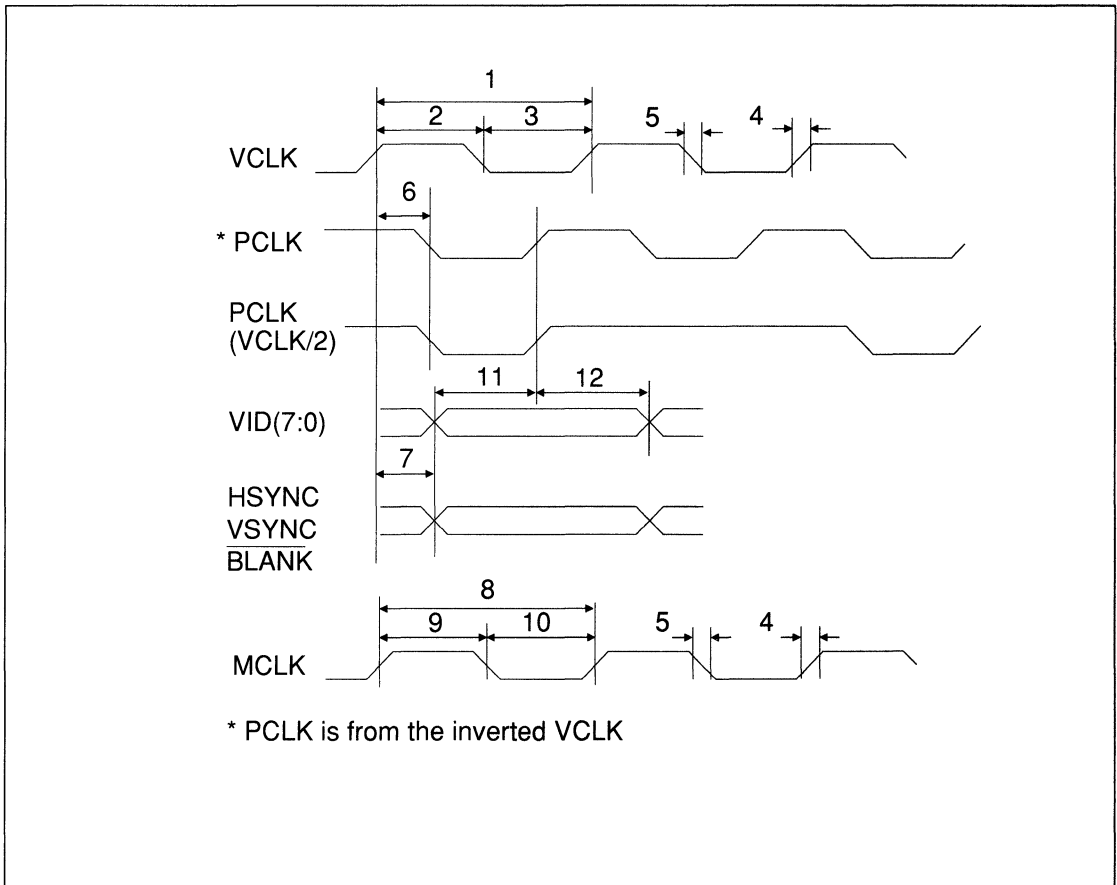 1
2 3 5 4
VCLK
6
* PCLK
PCLK
(VCLK/2)
11 12
VID(7:0)
7
HSYNC
VSYNC
BLANK
8
9 10 5 4
MCLK
* PCLK is from the inverted VCLK